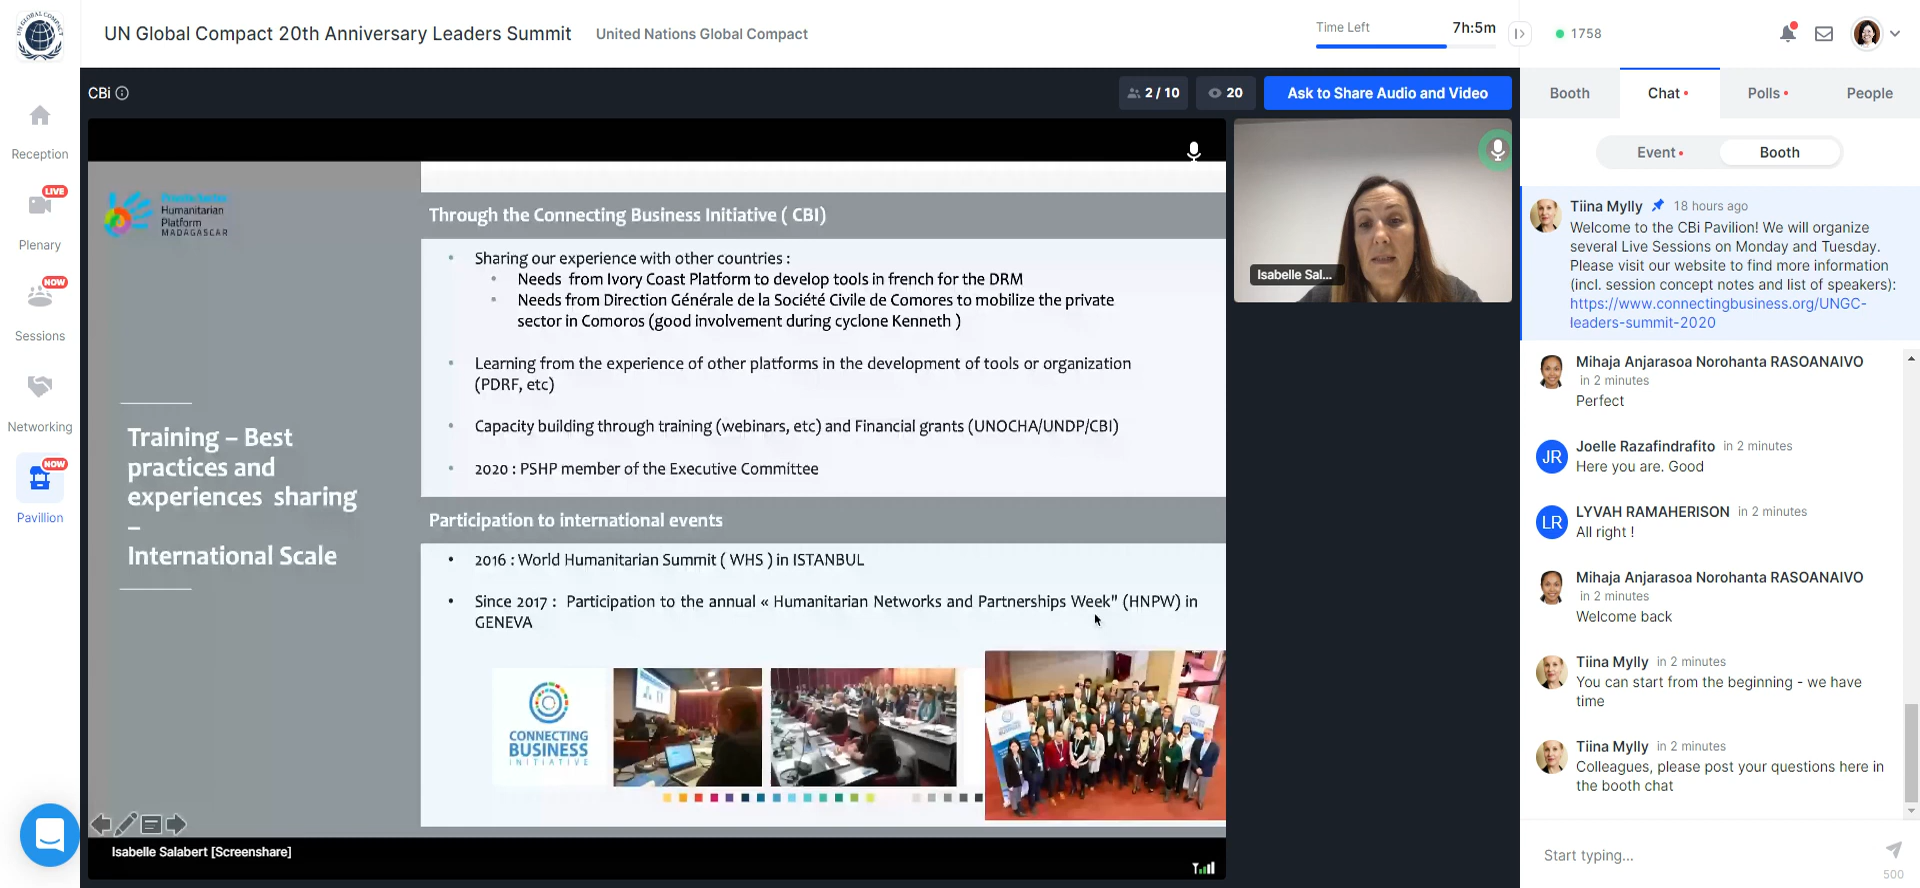 UN GLOBAL COMPACT
UN Global Compact 20th Anniversary Leaders Summit
United Nations Global Compact
Time Left
7h:5m
1758
Reception
LIVE
Plenary
NOW
Sessions
Networking
NOW
Pavillion
CBi
2 / 10
20
Ask to Share Audio and Video
Humanitarian
Platform
MADAGASCAR
Training – Best
practices and
experiences sharing
–
International Scale
Through the Connecting Business Initiative ( CBI)
• Sharing our experience with other countries :
• Needs from Ivory Coast Platform to develop tools in french for the DRM
• Needs from Direction Générale de la Société Civile de Comores to mobilize the private
sector in Comoros (good involvement during cyclone Kenneth )
• Learning from the experience of other platforms in the development of tools or organization
(PDRF, etc)
• Capacity building through training (webinars, etc) and Financial grants (UNOCHA/UNDP/CBI)
• 2020 : PSHP member of the Executive Committee
Participation to international events
• 2016 : World Humanitarian Summit ( WHS ) in ISTANBUL
• Since 2017 : Participation to the annual « Humanitarian Networks and Partnerships Week" (HNPW) in
GENEVA
CONNECTING
BUSINESS
INITIATIVE
Isabelle Salabert [Screenshare]
Isabelle Sal...
Booth
Chat
Polls
People
Event
Booth
Tiina Mylly 18 hours ago
Welcome to the CBi Pavilion! We will organize
several Live Sessions on Monday and Tuesday.
Please visit our website to find more information
(incl. session concept notes and list of speakers):
https://www.connectingbusiness.org/UNGC-
leaders-summit-2020
Mihaja Anjarasoa Norohanta RASOANAIVO
in 2 minutes
Perfect
JR
Joelle Razafindrafito in 2 minutes
Here you are. Good
LR
LYVAH RAMAHERISON in 2 minutes
All right !
Mihaja Anjarasoa Norohanta RASOANAIVO
in 2 minutes
Welcome back
Tiina Mylly in 2 minutes
You can start from the beginning - we have
time
Tiina Mylly in 2 minutes
Colleagues, please post your questions here in
the booth chat
Start typing...
500